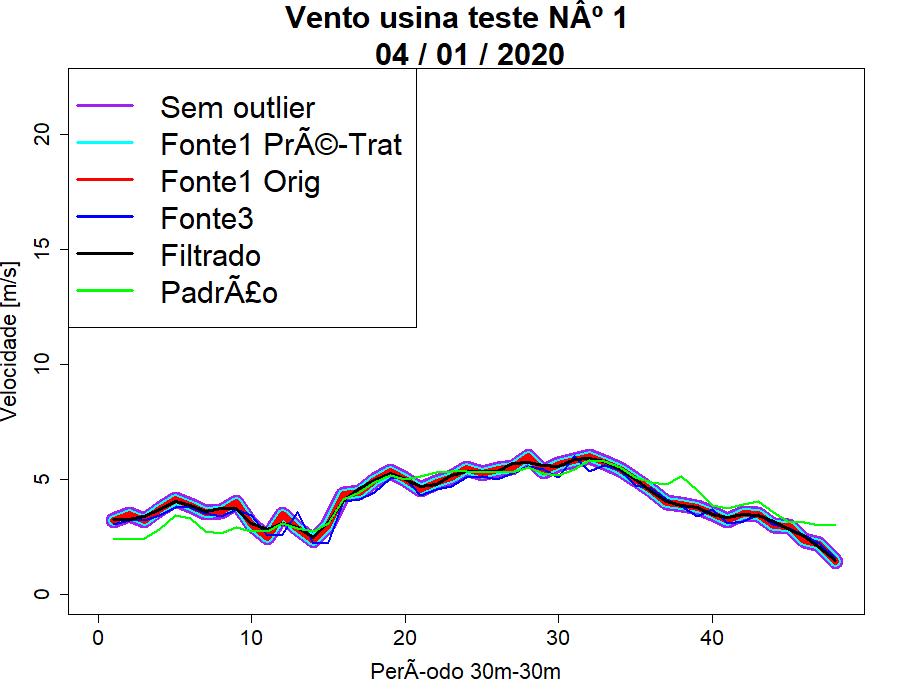 Vento usina teste NÂº 1
04 / 01 / 2020
Sem outlier
Fonte1 PrÃ©-Trat
Fonte1 Orig
Fonte3
Filtrado
PadrÃ£o
Velocidade [m/s]
20
15
10
5
0
0 10 20 30 40
PerÃ-odo 30m-30m